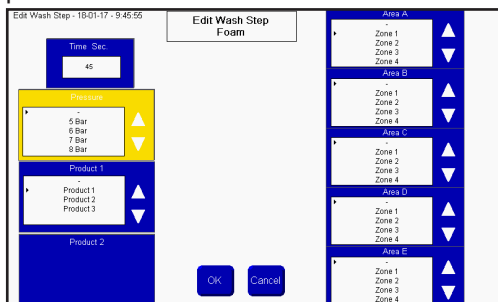 Edit Wash Step - 18-01-17 - 9:45:55
Edit Wash Step
Foam
Time Sec.
45
Pressure
-
5 Bar
6 Bar
7 Bar
8 Bar
Product 1
-
Product 1
Product 2
Product 3
Product 2
OK
Cancel
Area A
-
Zone 1
Zone 2
Zone 3
Zone 4
Area B
-
Zone 1
Zone 2
Zone 3
Zone 4
Area C
-
Zone 1
Zone 2
Zone 3
Zone 4
Area D
-
Zone 1
Zone 2
Zone 3
Zone 4
Area E
-
Zone 1
Zone 2
Zone 3
Zone 4